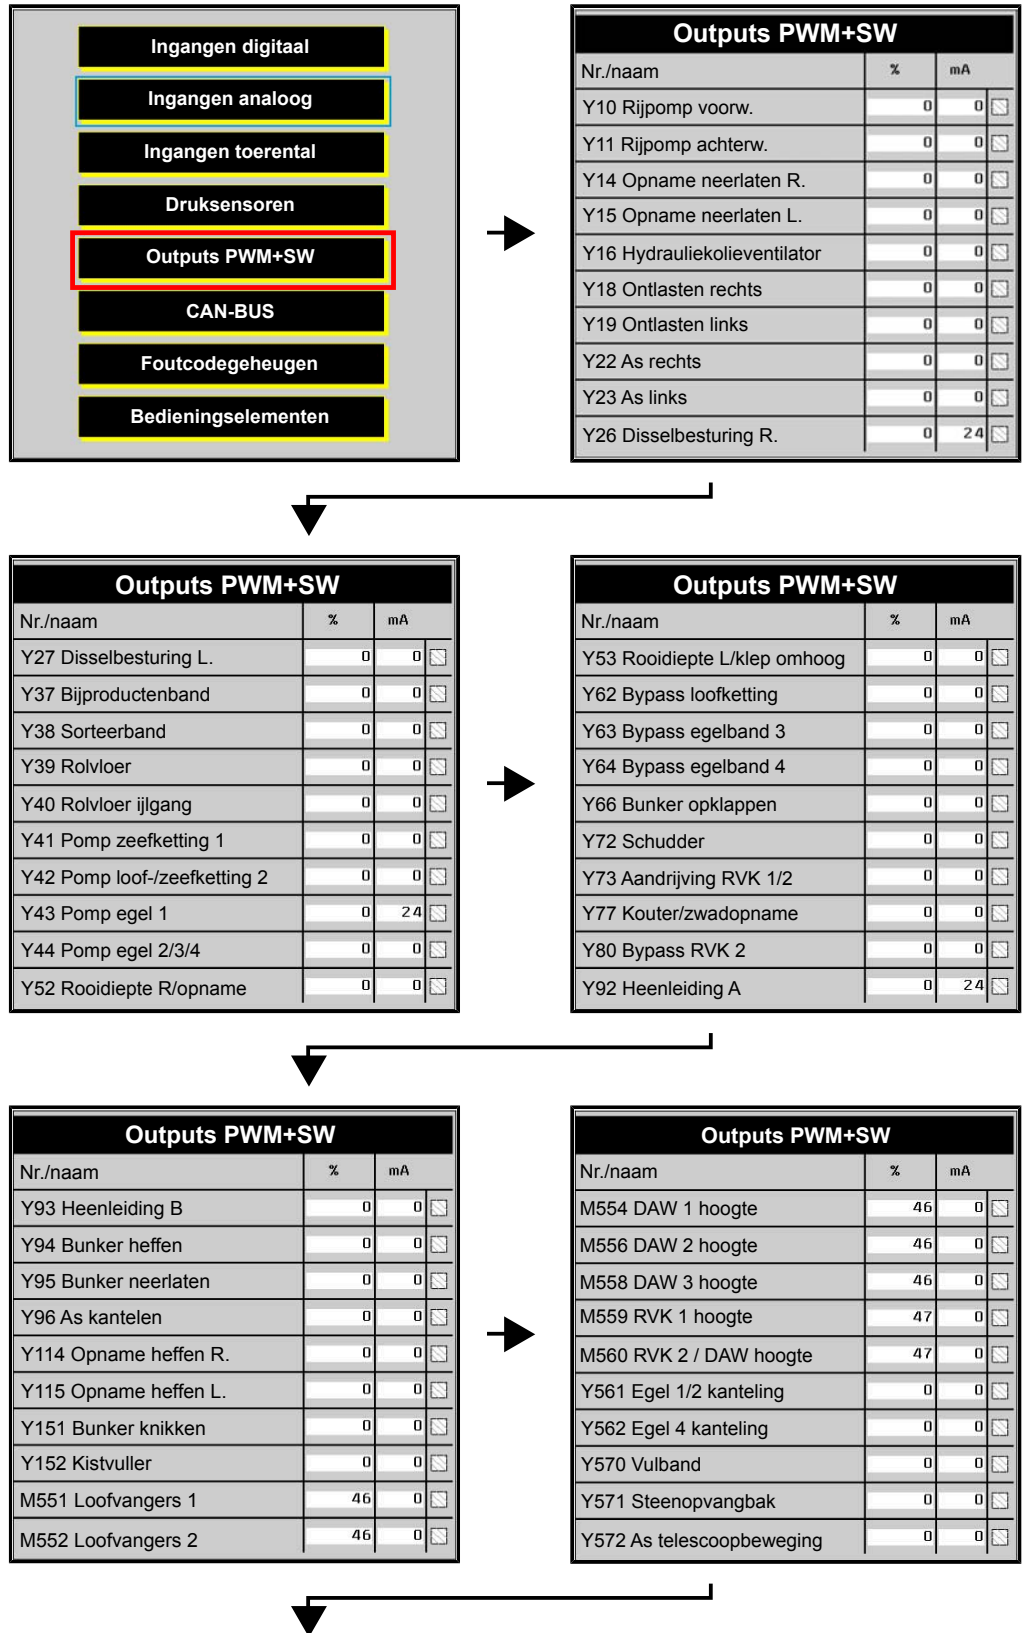 Ingangen digitaal
Ingangen analoog
Ingangen toerental
Druksensoren
Outputs PWM+SW
CAN-BUS
Foutcodegeheugen
Bedieningselementen
Outputs PWM+SW
Nr./naam % mA
Y10 Rijpomp voorw. 0 0
Y11 Rijpomp achterw. 0 0
Y14 Opname neerlaten R. 0 0
Y15 Opname neerlaten L. 0 0
Y16 Hydrauliekolieventilator 0 0
Y18 Ontlasten rechts 0 0
Y19 Ontlasten links 0 0
Y22 As rechts 0 0
Y23 As links 0 0
Y26 Disselbesturing R. 0 24
Outputs PWM+SW
Nr./naam % mA
Y27 Disselbesturing L. 0 0
Y37 Bijproductenband 0 0
Y38 Sorteerband 0 0
Y39 Rolvloer 0 0
Y40 Rolvloer ijlgang 0 0
Y41 Pomp zeefketting 1 0 0
Y42 Pomp loof-/zeefketting 2 0 0
Y43 Pomp egel 1 0 24
Y44 Pomp egel 2/3/4 0 0
Y52 Rooidiepte R/opname 0 0
Outputs PWM+SW
Nr./naam % mA
Y53 Rooidiepte L/klep omhoog 0 0
Y62 Bypass loofketting 0 0
Y63 Bypass egelband 3 0 0
Y64 Bypass egelband 4 0 0
Y66 Bunker opklappen 0 0
Y72 Schudder 0 0
Y73 Aandrijving RVK 1/2 0 0
Y77 Kouter/zwadopname 0 0
Y80 Bypass RVK 2 0 0
Y92 Heenleiding A 0 24
Outputs PWM+SW
Nr./naam % mA
Y93 Heenleiding B 0 0
Y94 Bunker heffen 0 0
Y95 Bunker neerlaten 0 0
Y96 As kantelen 0 0
Y114 Opname heffen R. 0 0
Y115 Opname heffen L. 0 0
Y151 Bunker knikken 0 0
Y152 Kistvuller 0 0
M551 Loofvangers 1 46 0
M552 Loofvangers 2 46 0
Outputs PWM+SW
Nr./naam % mA
M554 DAW 1 hoogte 46 0
M556 DAW 2 hoogte 46 0
M558 DAW 3 hoogte 46 0
M559 RVK 1 hoogte 47 0
M560 RVK 2 / DAW hoogte 47 0
Y561 Egel 1/2 kanteling 0 0
Y562 Egel 4 kanteling 0 0
Y570 Vulband 0 0
Y571 Steenopvangbak 0 0
Y572 As telescoopbeweging 0 0